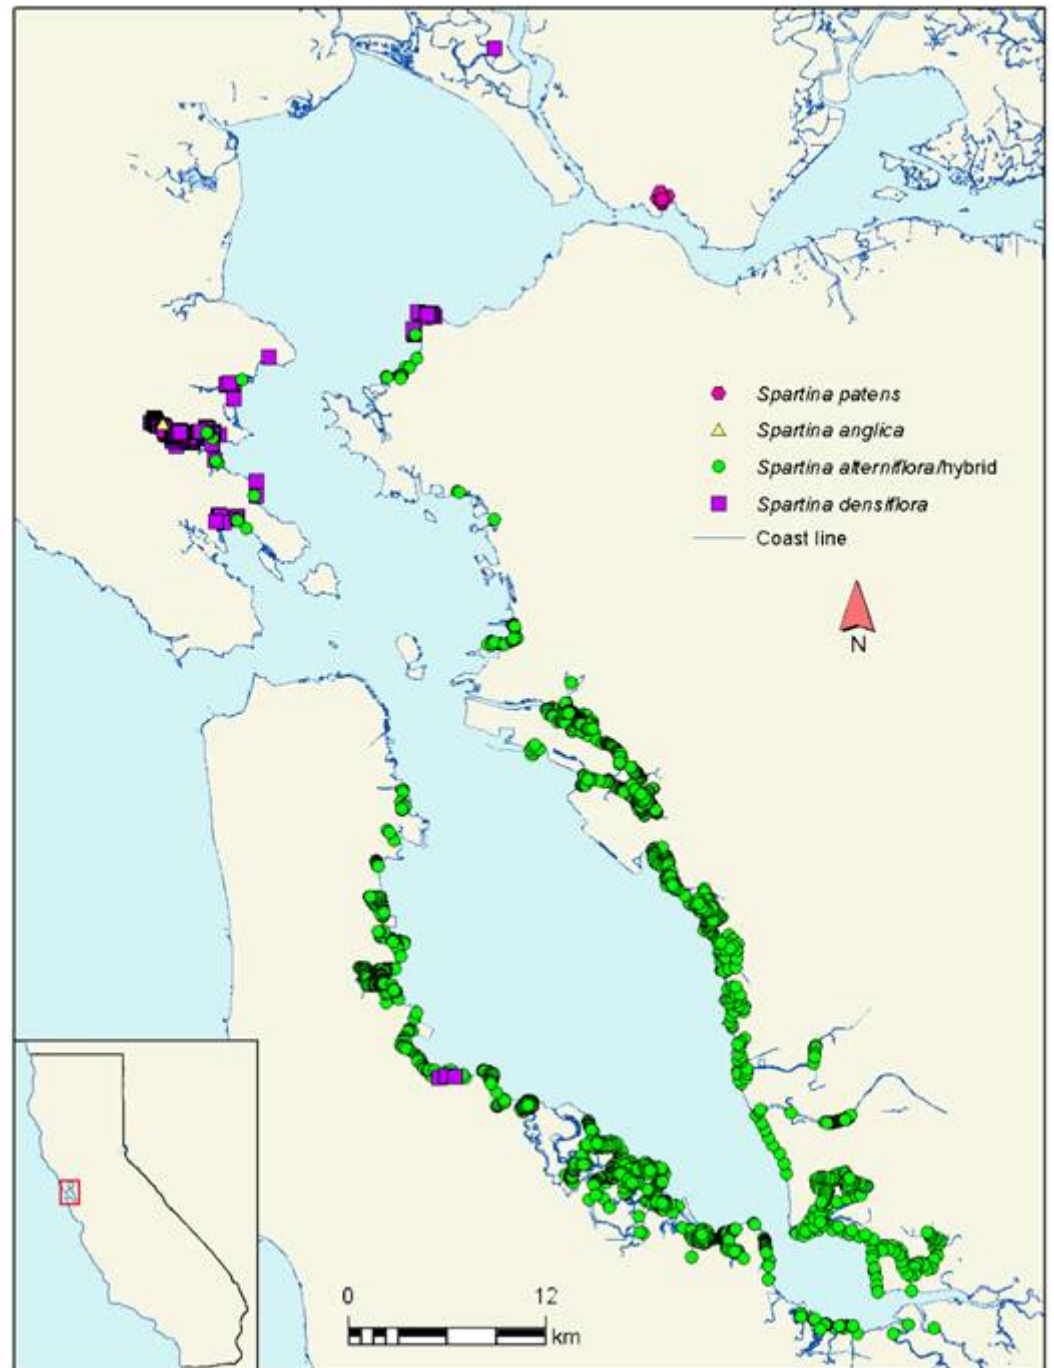 Spartina patens
Spartina anglica
Spartina alterniflora/hybrid
Spartina densiflora
Coast line
N
0 12
km